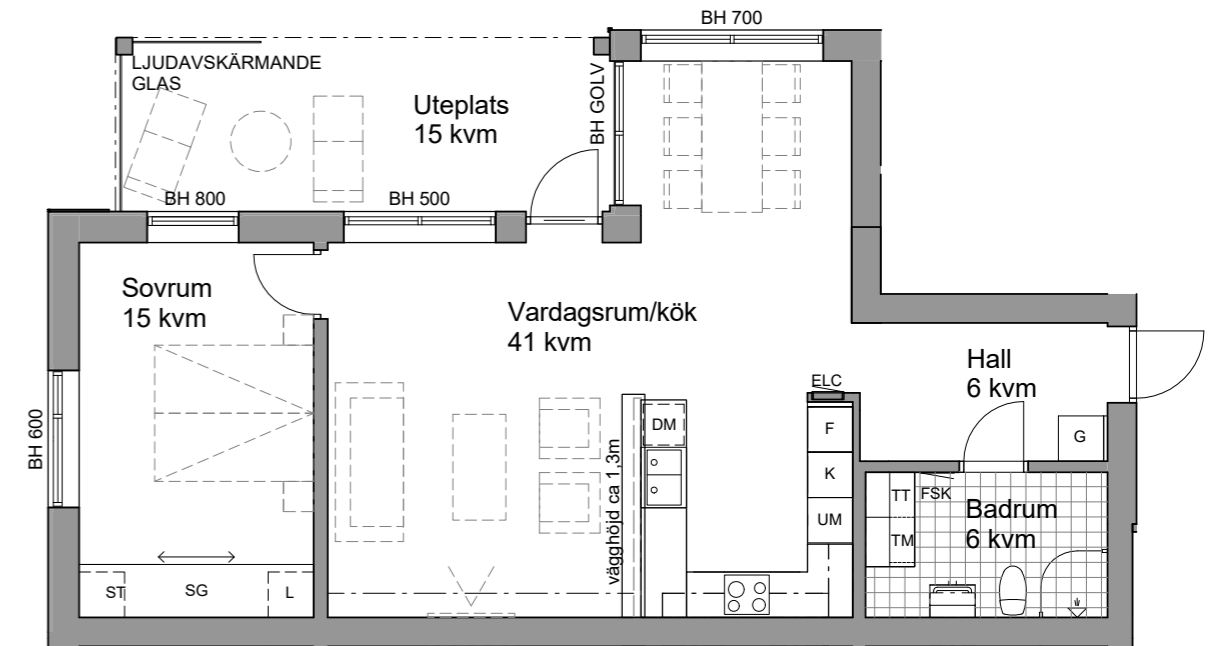 BH 700
LJUDAVSKÄRMANDE
GLAS
Uteplats
15 kvm
BH GOLV
BH 800
BH 500
Sovrum
15 kvm
Vardagsrum/kök
41 kvm
Hall
6 kvm
ELC
BH 600
DM
F
G
K
vägghöjd ca 1,3m
UM
TT
FSK
Badrum
6 kvm
TM
ST
SG
L